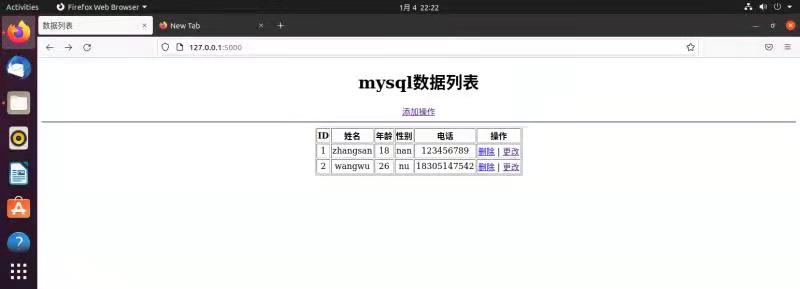 Activities Firefox Web Browser 1月 4 22:22
数据列表 New Tab
127.0.0.1:5000
mysql数据列表
添加操作
ID 姓名 年龄 性别 电话 操作
1 zhangsan 18 nan 123456789 删除 | 更改
2 wangwu 26 nu 18305147542 删除 | 更改